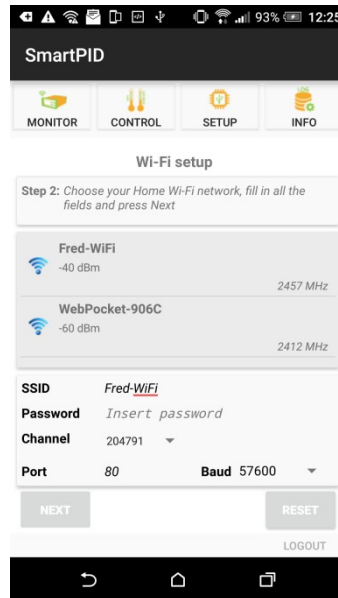 93% 12:25
SmartPID
MONITOR CONTROL SETUP INFO
Wi-Fi setup
Step 2: Choose your Home Wi-Fi network, fill in all the
fields and press Next
Fred-WiFi
-40 dBm
2457 MHz
WebPocket-906C
-60 dBm
2412 MHz
SSID Fred-WiFi
Password Insert password
Channel 204791
Port 80 Baud 57600
NEXT RESET
LOGOUT